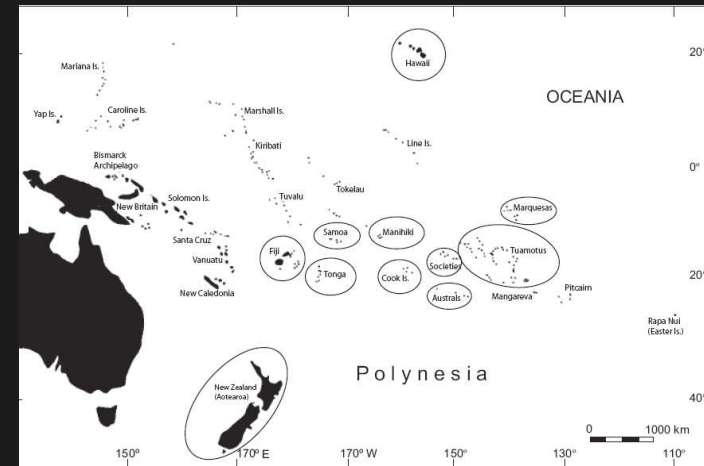 Hawaii
20°
Mariana Is.
OCEANIA
Yap Is.
Caroline Is.
Marshall Is.
Kiribati
Line Is.
Bismarck
Archipelago
0°
Tokelau
Solomon Is.
Tuvalu
New Britain
Marquesas
Samoa
Manihiki
Santa Cruz
Fiji
Tuamotus
Vanuatu
Societies
Tonga
Cook Is.
20°
New Caledonia
Australs
Mangareva
Pitcairn
Rapa Nui
(Easter Is.)
Polynesia
New Zealand
(Aotearoa)
40°
0 1000 km
150° 170° E 170° W 150° 130° 110°